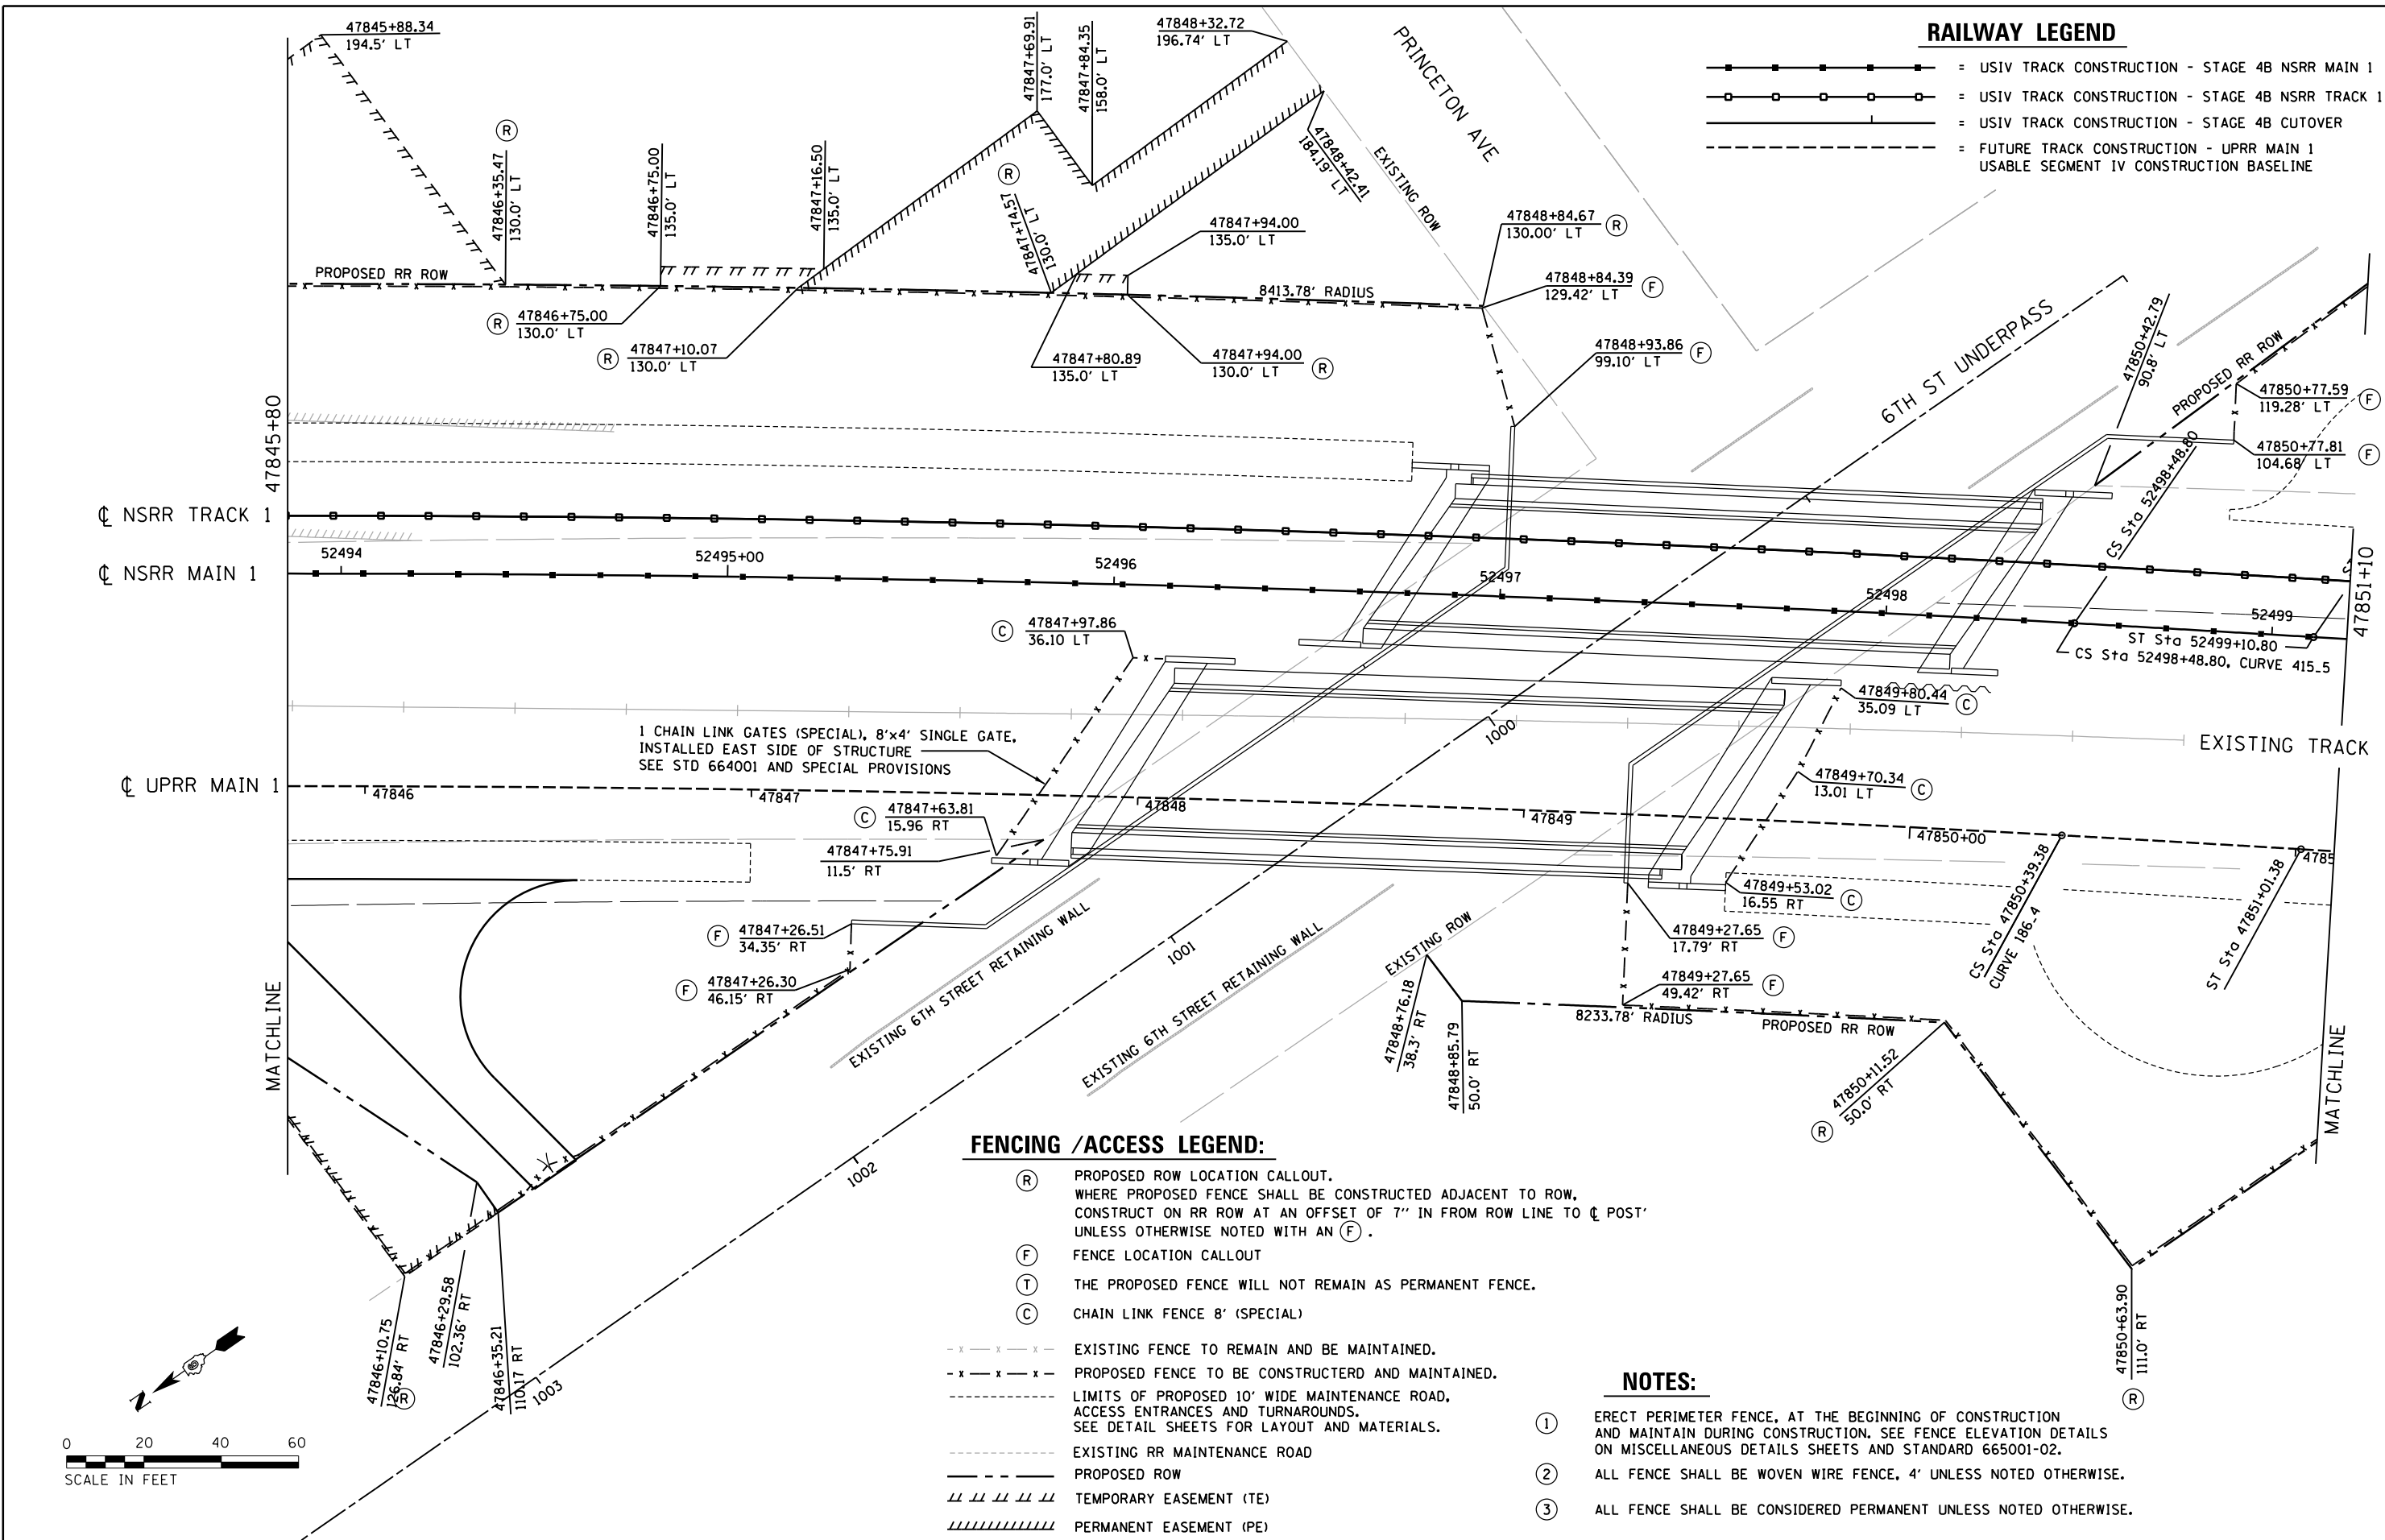 RAILWAY LEGEND
= USIV TRACK CONSTRUCTION - STAGE 4B NSRR MAIN 1
= USIV TRACK CONSTRUCTION - STAGE 4B NSRR TRACK 1
= USIV TRACK CONSTRUCTION - STAGE 4B CUTOVER
= FUTURE TRACK CONSTRUCTION - UPRR MAIN 1
USABLE SEGMENT IV CONSTRUCTION BASELINE
47845+88.34
194.5' LT
47846+35.47
130.0' LT
R
47846+75.00
135.0' LT
47847+16.50
135.0' LT
47847+69.91
177.0' LT
47847+84.35
158.0' LT
47848+32.72
196.74' LT
PRINCETON AVE
47848+42.41
184.19' LT
EXISTING ROW
R
47847+74.57
130.0' LT
47847+94.00
135.0' LT
47848+84.67
130.00' LT
R
47848+84.39
129.42' LT
F
PROPOSED RR ROW
8413.78' RADIUS
R
47846+75.00
130.0' LT
R
47847+10.07
130.0' LT
47847+80.89
135.0' LT
47847+94.00
130.0' LT
R
47848+93.86
99.10' LT
F
6TH ST UNDERPASS
47850+42.79
90.8' LT
PROPOSED RR ROW
47850+77.59
119.28' LT
F
47850+77.81
104.68' LT
F
CS Sta 52498+48.80
47845+80
47851+10
℄ NSRR TRACK 1
℄ NSRR MAIN 1
52494
52495+00
52496
52497
52498
52499
ST Sta 52499+10.80
CS Sta 52498+48.80, CURVE 415_5
C
47847+97.86
36.10 LT
47849+80.44
35.09 LT
C
1 CHAIN LINK GATES (SPECIAL), 8'x4' SINGLE GATE,
INSTALLED EAST SIDE OF STRUCTURE
SEE STD 664001 AND SPECIAL PROVISIONS
1000
EXISTING TRACK
47849+70.34
13.01 LT
C
℄ UPRR MAIN 1
47846
47847
47848
47849
47850+00
4785
C
47847+63.81
15.96 RT
47847+75.91
11.5' RT
47849+53.02
16.55 RT
C
CS Sta 47850+39.38
CURVE 186_4
ST Sta 47851+01.38
F
47847+26.51
34.35' RT
F
47847+26.30
46.15' RT
EXISTING 6TH STREET RETAINING WALL
1001
EXISTING 6TH STREET RETAINING WALL
EXISTING ROW
47849+27.65
17.79' RT
F
47849+27.65
49.42' RT
F
47848+76.18
38.3' RT
47848+85.79
50.0' RT
8233.78' RADIUS
PROPOSED RR ROW
47850+11.52
50.0' RT
R
MATCHLINE
MATCHLINE
1002
1003
47846+10.75
126.84' RT
R
47846+29.58
102.36' RT
47846+35.21
110.17 RT
47850+63.90
111.0' RT
R
FENCING /ACCESS LEGEND:
R PROPOSED ROW LOCATION CALLOUT.
WHERE PROPOSED FENCE SHALL BE CONSTRUCTED ADJACENT TO ROW,
CONSTRUCT ON RR ROW AT AN OFFSET OF 7'' IN FROM ROW LINE TO ℄ POST'
UNLESS OTHERWISE NOTED WITH AN F .
F FENCE LOCATION CALLOUT
T THE PROPOSED FENCE WILL NOT REMAIN AS PERMANENT FENCE.
C CHAIN LINK FENCE 8' (SPECIAL)
EXISTING FENCE TO REMAIN AND BE MAINTAINED.
PROPOSED FENCE TO BE CONSTRUCTERD AND MAINTAINED.
LIMITS OF PROPOSED 10' WIDE MAINTENANCE ROAD,
ACCESS ENTRANCES AND TURNAROUNDS.
SEE DETAIL SHEETS FOR LAYOUT AND MATERIALS.
EXISTING RR MAINTENANCE ROAD
PROPOSED ROW
TEMPORARY EASEMENT (TE)
PERMANENT EASEMENT (PE)
N
0 20 40 60
SCALE IN FEET
NOTES:
1 ERECT PERIMETER FENCE, AT THE BEGINNING OF CONSTRUCTION
AND MAINTAIN DURING CONSTRUCTION. SEE FENCE ELEVATION DETAILS
ON MISCELLANEOUS DETAILS SHEETS AND STANDARD 665001-02.
2 ALL FENCE SHALL BE WOVEN WIRE FENCE, 4' UNLESS NOTED OTHERWISE.
3 ALL FENCE SHALL BE CONSIDERED PERMANENT UNLESS NOTED OTHERWISE.